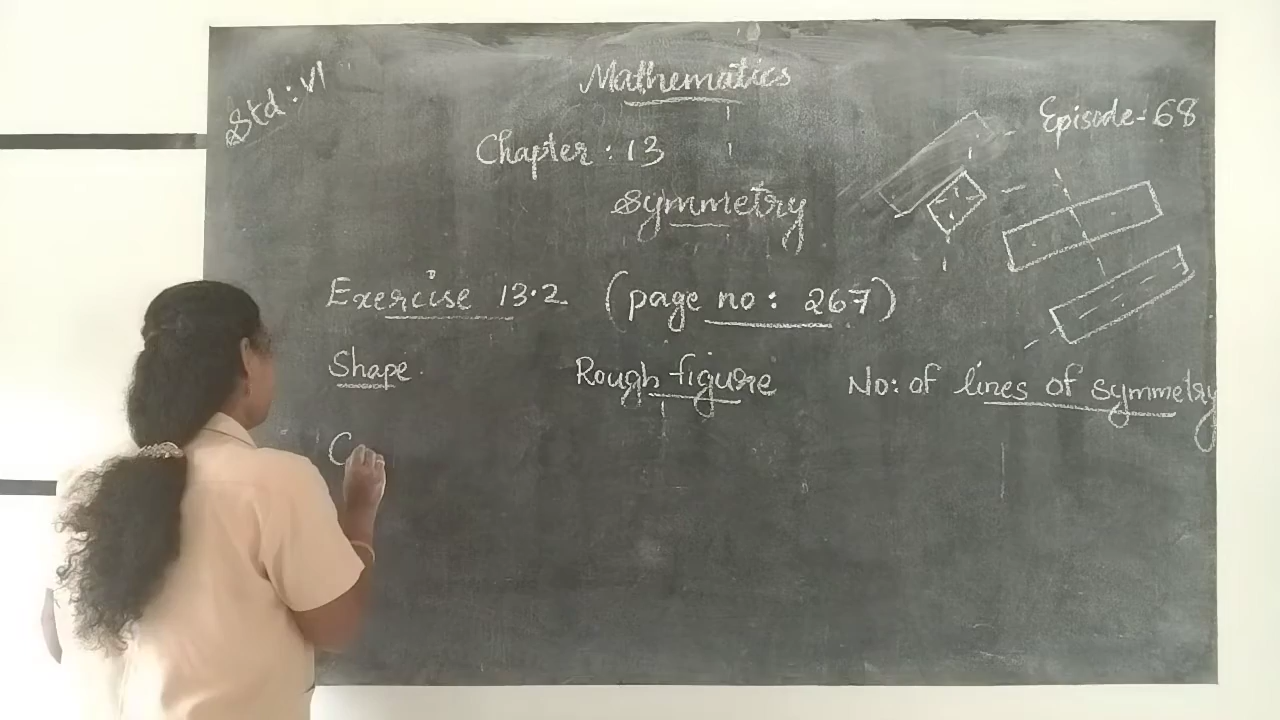 Std: VI
Mathematics
Episode-68
Chapter: 13
Symmetry
Exercise 13.2 (page no: 267)
Shape. Rough figure No: of lines of symmetry
C